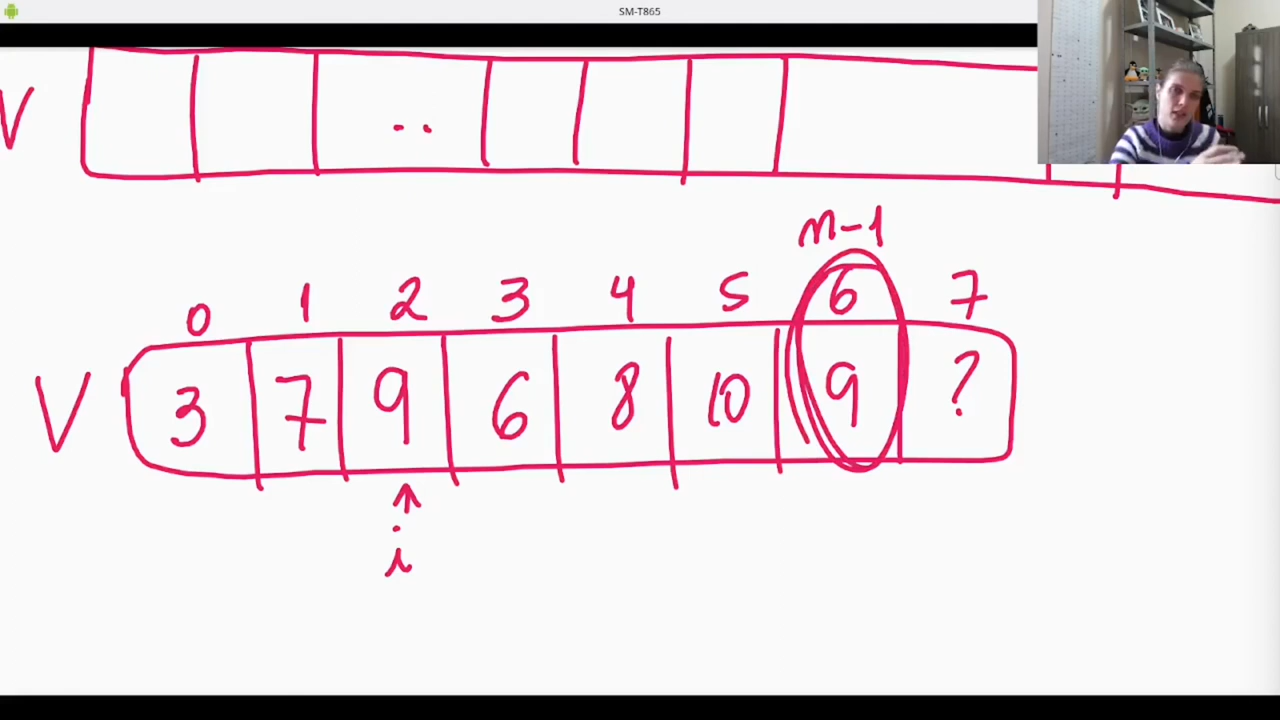 SM-T865
V ..
n-1
0 1 2 3 4 5 6 7
V 3 7 9 6 8 10 9 ?
i